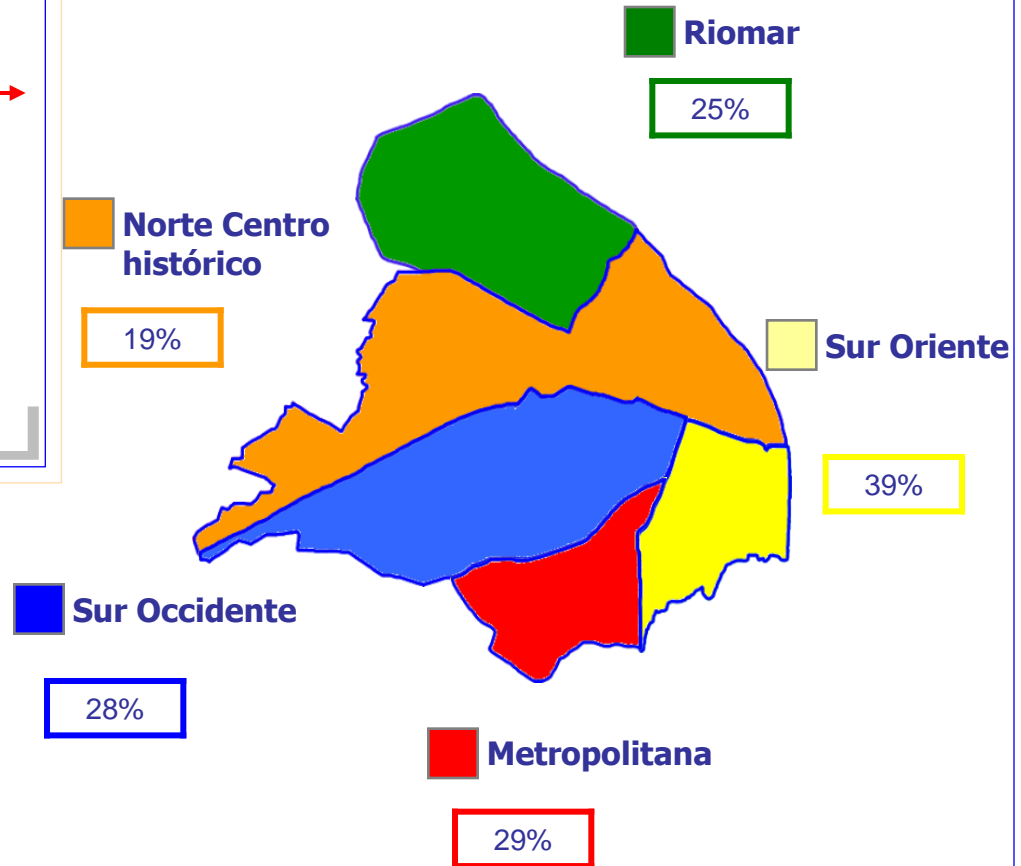 Riomar
25%
Norte Centro
histórico
19%
Sur Oriente
39%
Sur Occidente
28%
Metropolitana
29%